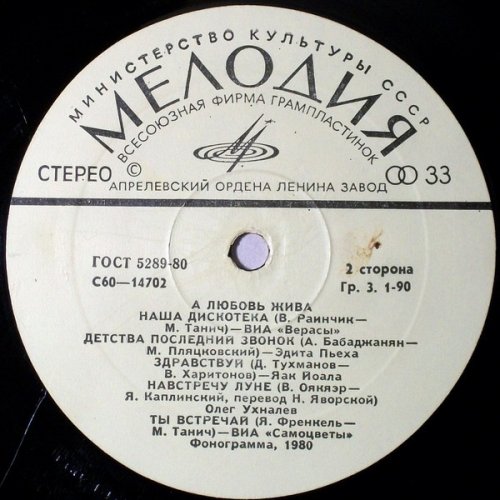 МИНИСТЕРСТВО КУЛЬТУРЫ СССР
МЕЛОДИЯ
ВСЕСОЮЗНАЯ ФИРМА ГРАМПЛАСТИНОК
СТЕРЕО © 33
АПРЕЛЕВСКИЙ ОРДЕНА ЛЕНИНА ЗАВОД
ГОСТ 5289-80
С60—14702
2 сторона
Гр. 3. 1-90
А ЛЮБОВЬ ЖИВА
НАША ДИСКОТЕКА (В. Раинчик—
М. Танич)—ВИА «Верасы»
ДЕТСТВА ПОСЛЕДНИЙ ЗВОНОК (А. Бабаджанян—
М. Пляцковский)—Эдита Пьеха
ЗДРАВСТВУЙ (Д. Тухманов—
В. Харитонов)—Яак Йоала
НАВСТРЕЧУ ЛУНЕ (В. Оякяэр—
Я. Каплинский, перевод Н. Яворской)
Олег Ухналев
ТЫ ВСТРЕЧАЙ (Я. Френкель—
М. Танич)—ВИА «Самоцветы»
Фонограмма, 1980